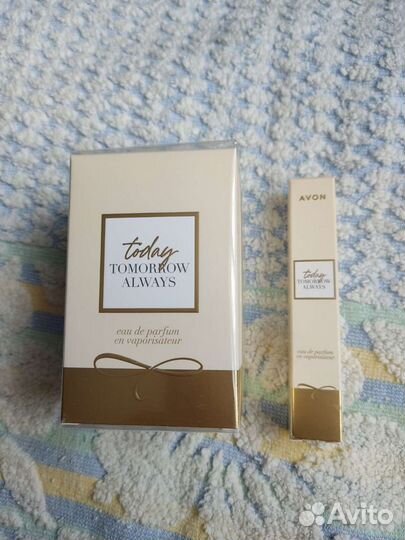 today
TOMORROW
ALWAYS
eau de parfum
en vaporisateur
AVON
today
TOMORROW
ALWAYS
eau de parfum
en vaporisateur
Avito